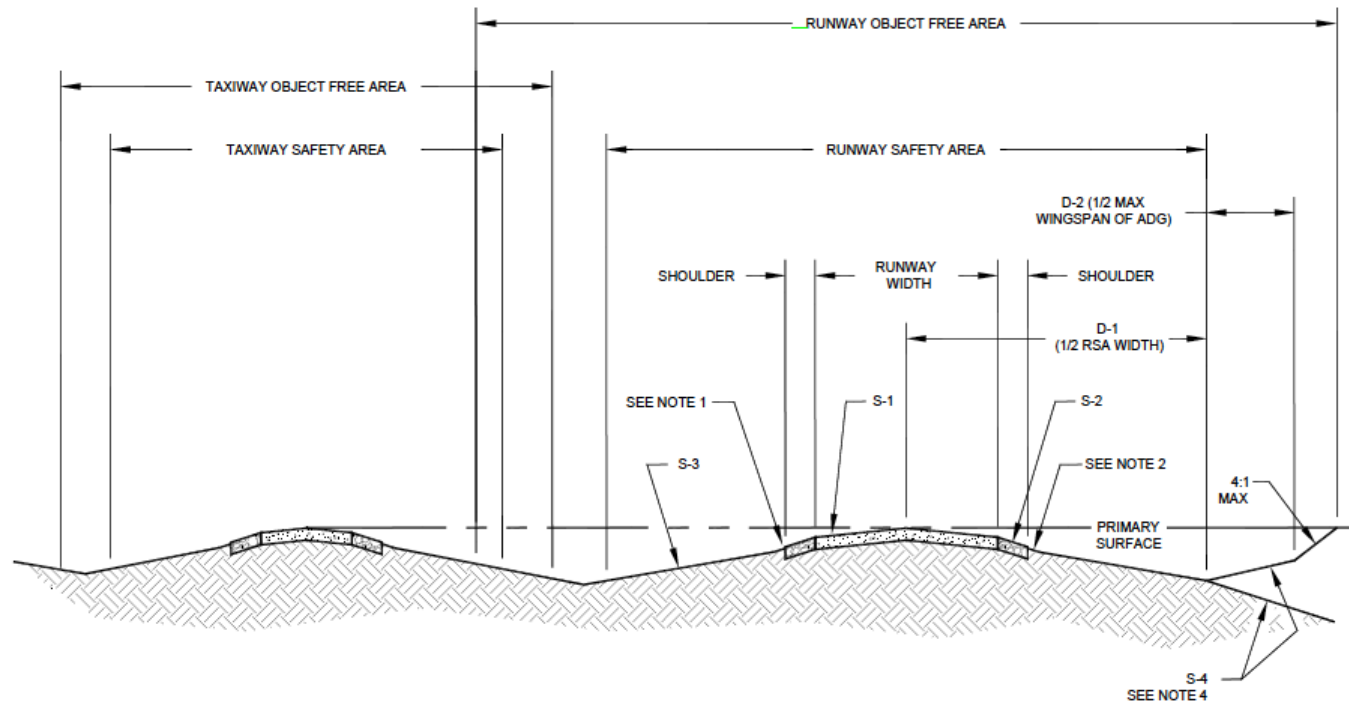 RUNWAY OBJECT FREE AREA
TAXIWAY OBJECT FREE AREA
TAXIWAY SAFETY AREA
RUNWAY SAFETY AREA
D-2 (1/2 MAX
WINGSPAN OF ADG)
SHOULDER
RUNWAY
WIDTH
SHOULDER
D-1
(1/2 RSA WIDTH)
SEE NOTE 1
S-1
S-2
S-3
SEE NOTE 2
4:1
MAX
PRIMARY
SURFACE
S-4
SEE NOTE 4